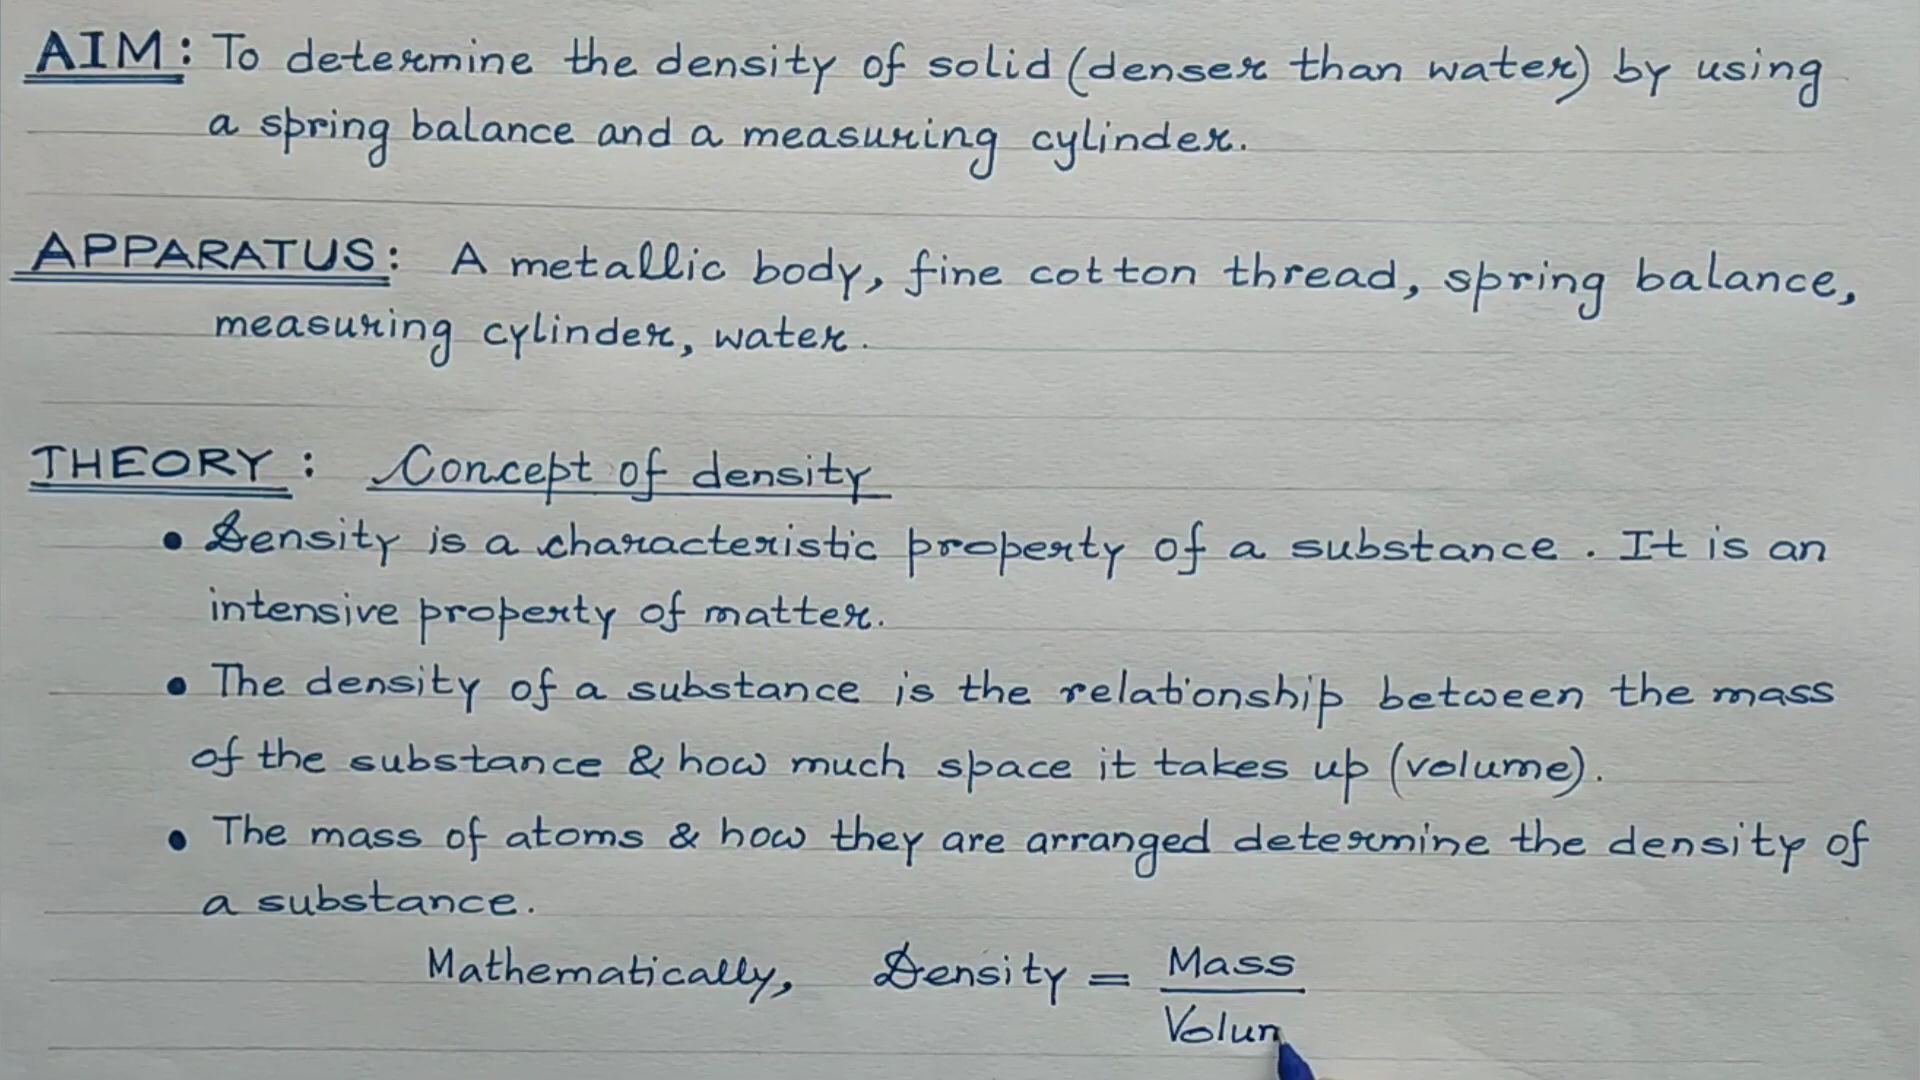 AIM: To determine the density of solid (denser than water) by using
a spring balance and a measuring cylinder.
APPARATUS: A metallic body, fine cotton thread, spring balance,
measuring cylinder, water.
THEORY: Concept of density
• Density is a characteristic property of a substance. It is an
intensive property of matter.
• The density of a substance is the relationship between the mass
of the substance & how much space it takes up (volume).
• The mass of atoms & how they are arranged determine the density of
a substance.
Mathematically, Density = Mass
Volum